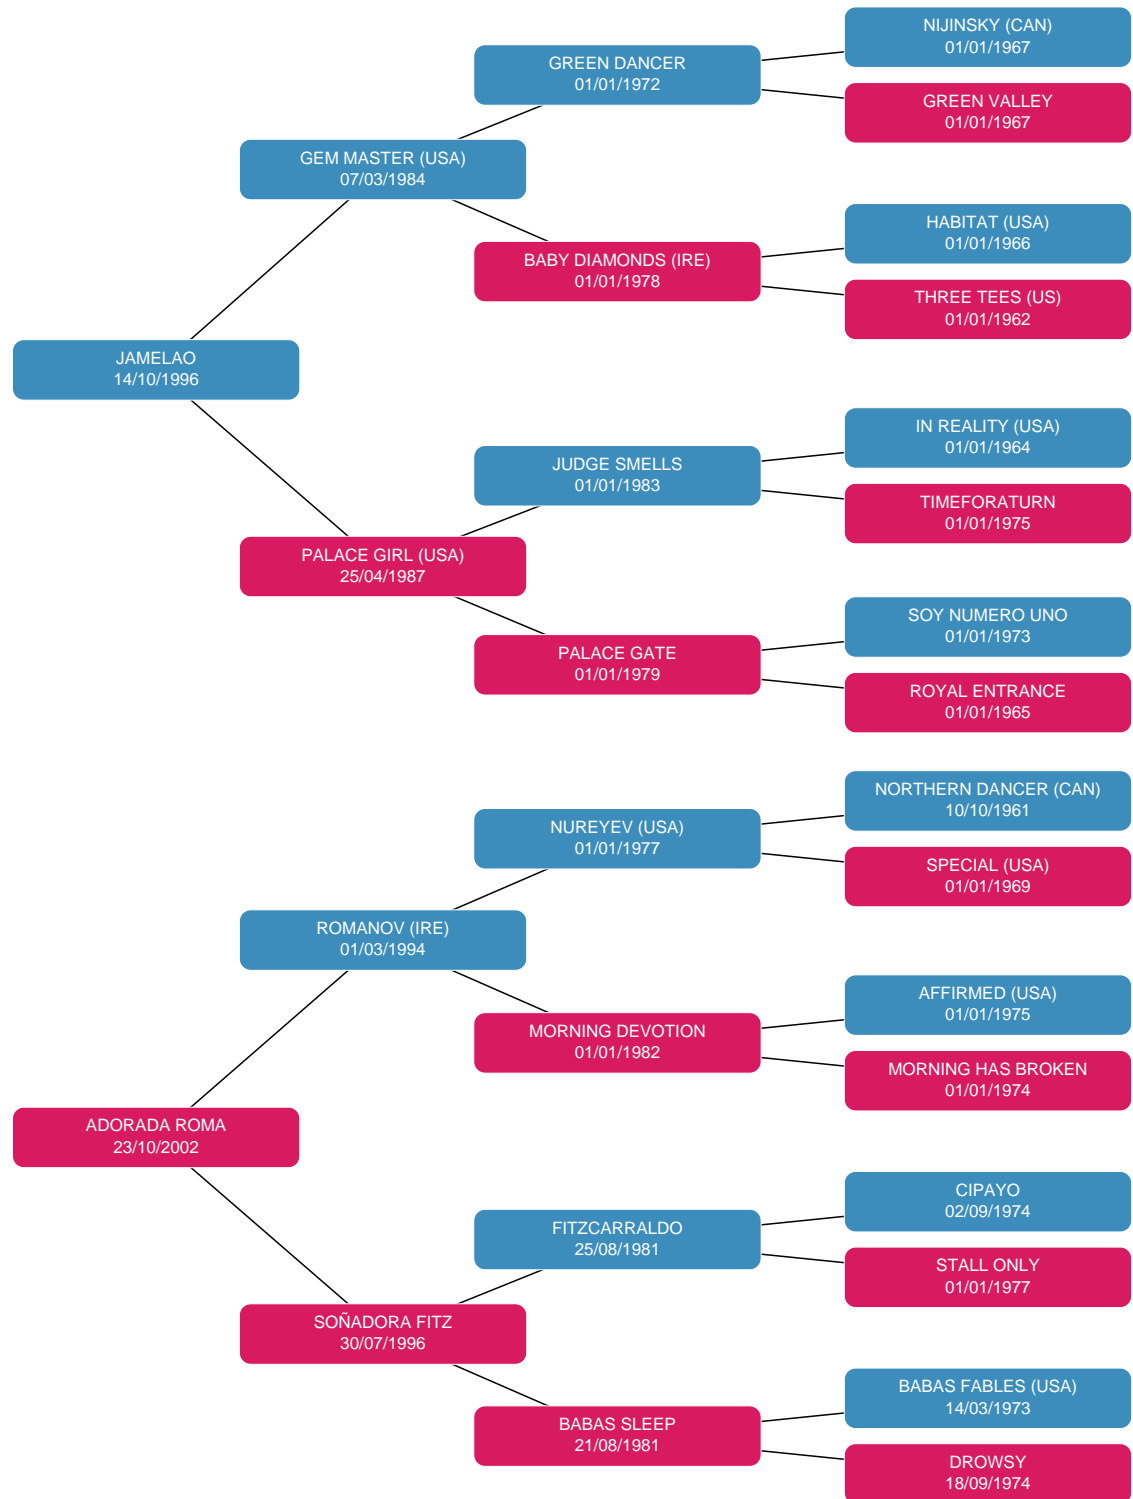 NIJINSKY (CAN)
01/01/1967
GREEN DANCER
01/01/1972
GREEN VALLEY
01/01/1967
GEM MASTER (USA)
07/03/1984
HABITAT (USA)
01/01/1966
BABY DIAMONDS (IRE)
01/01/1978
THREE TEES (US)
01/01/1962
JAMELAO
14/10/1996
IN REALITY (USA)
01/01/1964
JUDGE SMELLS
01/01/1983
TIMEFORATURN
01/01/1975
PALACE GIRL (USA)
25/04/1987
SOY NUMERO UNO
01/01/1973
PALACE GATE
01/01/1979
ROYAL ENTRANCE
01/01/1965
NORTHERN DANCER (CAN)
10/10/1961
NUREYEV (USA)
01/01/1977
SPECIAL (USA)
01/01/1969
ROMANOV (IRE)
01/03/1994
AFFIRMED (USA)
01/01/1975
MORNING DEVOTION
01/01/1982
MORNING HAS BROKEN
01/01/1974
ADORADA ROMA
23/10/2002
CIPAYO
02/09/1974
FITZCARRALDO
25/08/1981
STALL ONLY
01/01/1977
SOÑADORA FITZ
30/07/1996
BABAS FABLES (USA)
14/03/1973
BABAS SLEEP
21/08/1981
DROWSY
18/09/1974